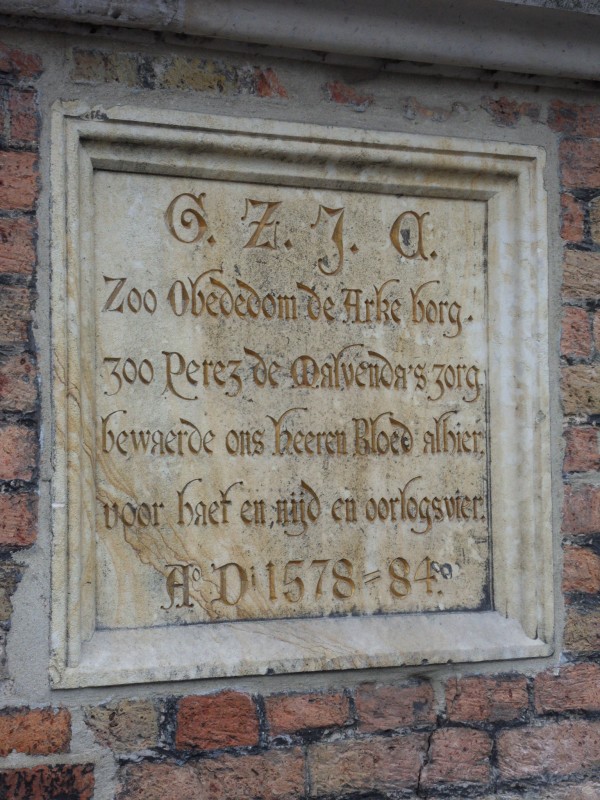 G. Z. J. C.
Zoo Obededom de Arke borg.
zoo Perez de Malvenda's zorg
bewaerde ons heeren Bloed alhier,
voor haet en nijd en oorlogsvier.
Aº Di 1578=84.